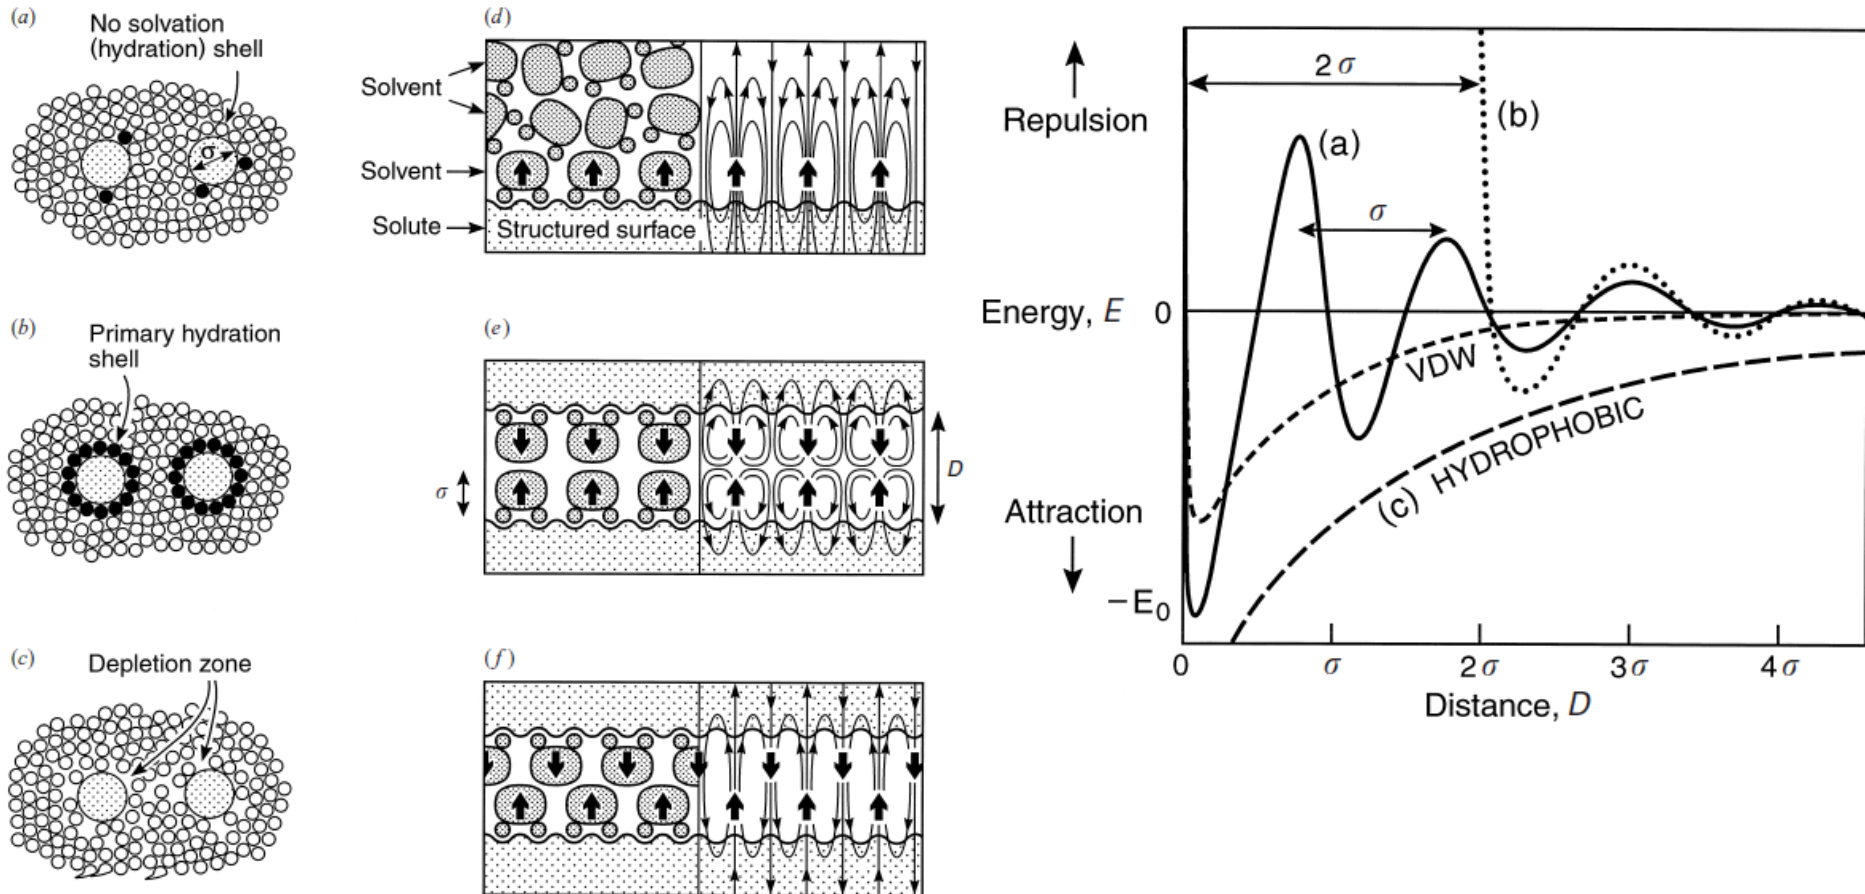 (a)
No solvation
(hydration) shell
σ
(b)
Primary hydration
shell
(c)
Depletion zone
(d)
Solvent
Solvent
Solute
Structured surface
(e)
σ
D
(f)
Repulsion
Energy, E
Attraction
0
−E0
2σ
(a)
(b)
σ
VDW
(c) HYDROPHOBIC
0 σ 2σ 3σ 4σ
Distance, D